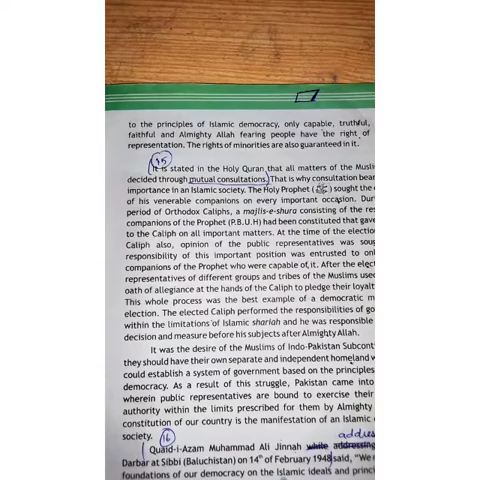 to the principles of Islamic democracy, only capable, truthful,
faithful and Almighty Allah fearing people have the right of
representation. The rights of minorities are also guaranteed in it.
15
It is stated in the Holy Quran that all matters of the Musli
decided through mutual consultations. That is why consultation bear
importance in an Islamic society. The Holy Prophet (ﷺ) sought the
of his venerable companions on every important occasion. Dur
period of Orthodox Caliphs, a majlis-e-shura consisting of the res
companions of the Prophet (P.B.U.H) had been constituted that gave
to the Caliph on all important matters. At the time of the electio
Caliph also, opinion of the public representatives was soug
responsibility of this important position was entrusted to onl
companions of the Prophet who were capable of it. After the elect
representatives of different groups and tribes of the Muslims used
oath of allegiance at the hands of the Caliph to pledge their loyalt
This whole process was the best example of a democratic m
election. The elected Caliph performed the responsibilities of go
within the limitations of Islamic shariah and he was responsible
decision and measure before his subjects after Almighty Allah.
It was the desire of the Muslims of Indo-Pakistan Subcont
they should have their own separate and independent homeland w
could establish a system of government based on the principles
democracy. As a result of this struggle, Pakistan came into
wherein public representatives are bound to exercise their
authority within the limits prescribed for them by Almighty
constitution of our country is the manifestation of an Islamic
society. 16 addres
Quaid-i-Azam Muhammad Ali Jinnah while addressing
Darbar at Sibbi (Baluchistan) on 14th of February 1948 said, "We
foundations of our democracy on the Islamic ideals and princi